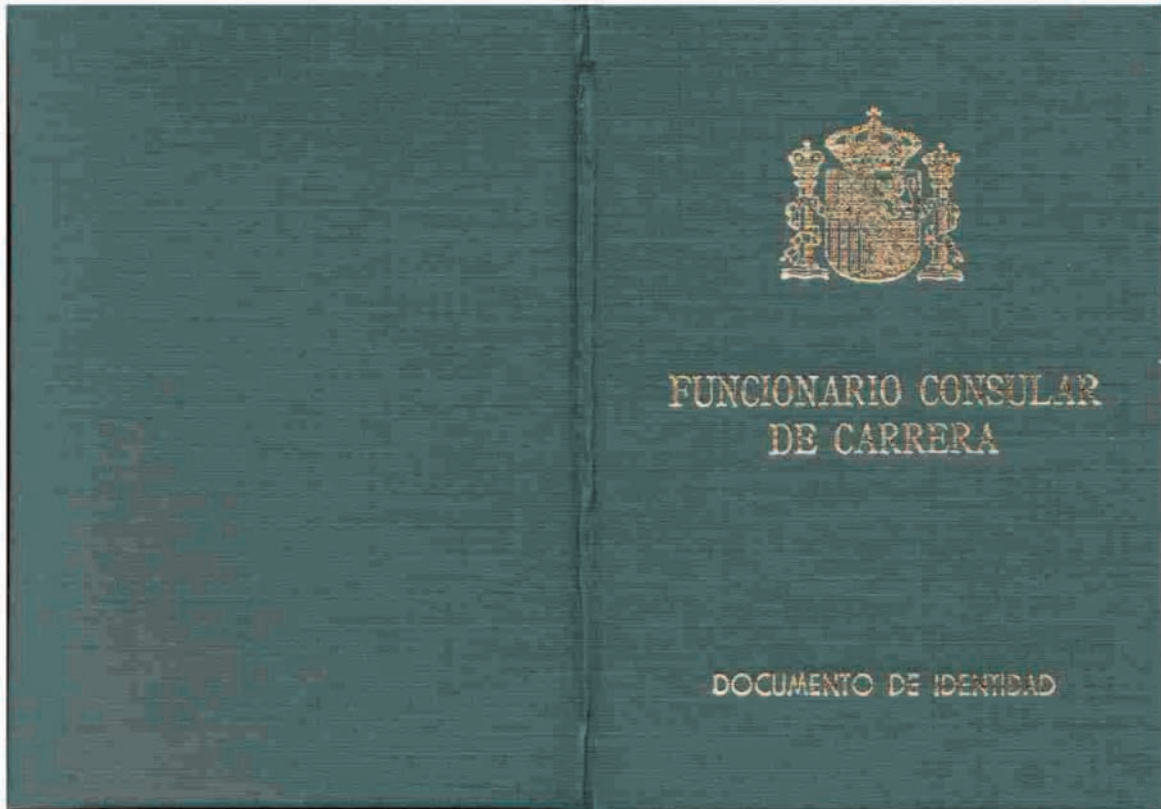 FUNCIONARIO CONSULAR
DE CARRERA
DOCUMENTO DE IDENTIDAD